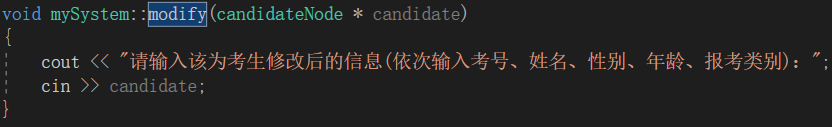 void mySystem::modify(candidateNode * candidate)
{
cout << "请输入该为考生修改后的信息(依次输入考号、姓名、性别、年龄、报考类别)：";
cin >> candidate;
}